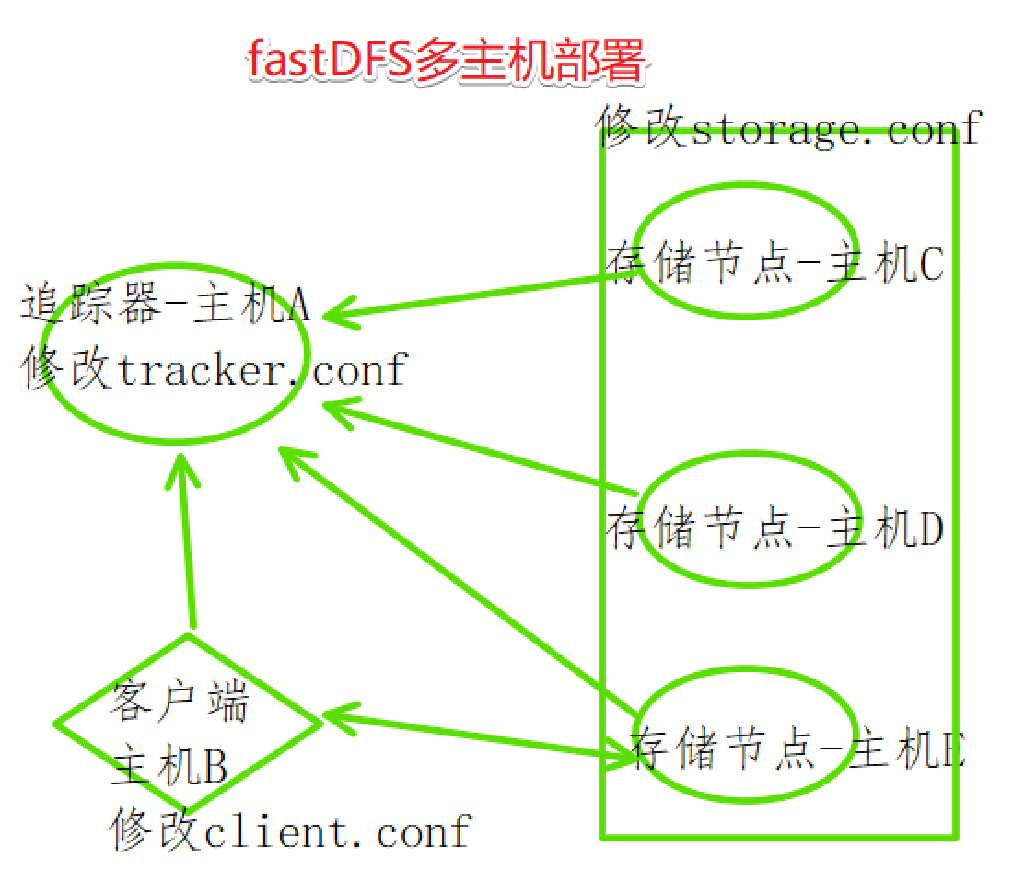 fastDFS多主机部署
修改storage.conf
存储节点-主机C
追踪器-主机A
修改tracker.conf
存储节点-主机D
客户端
主机B
修改client.conf
存储节点-主机E